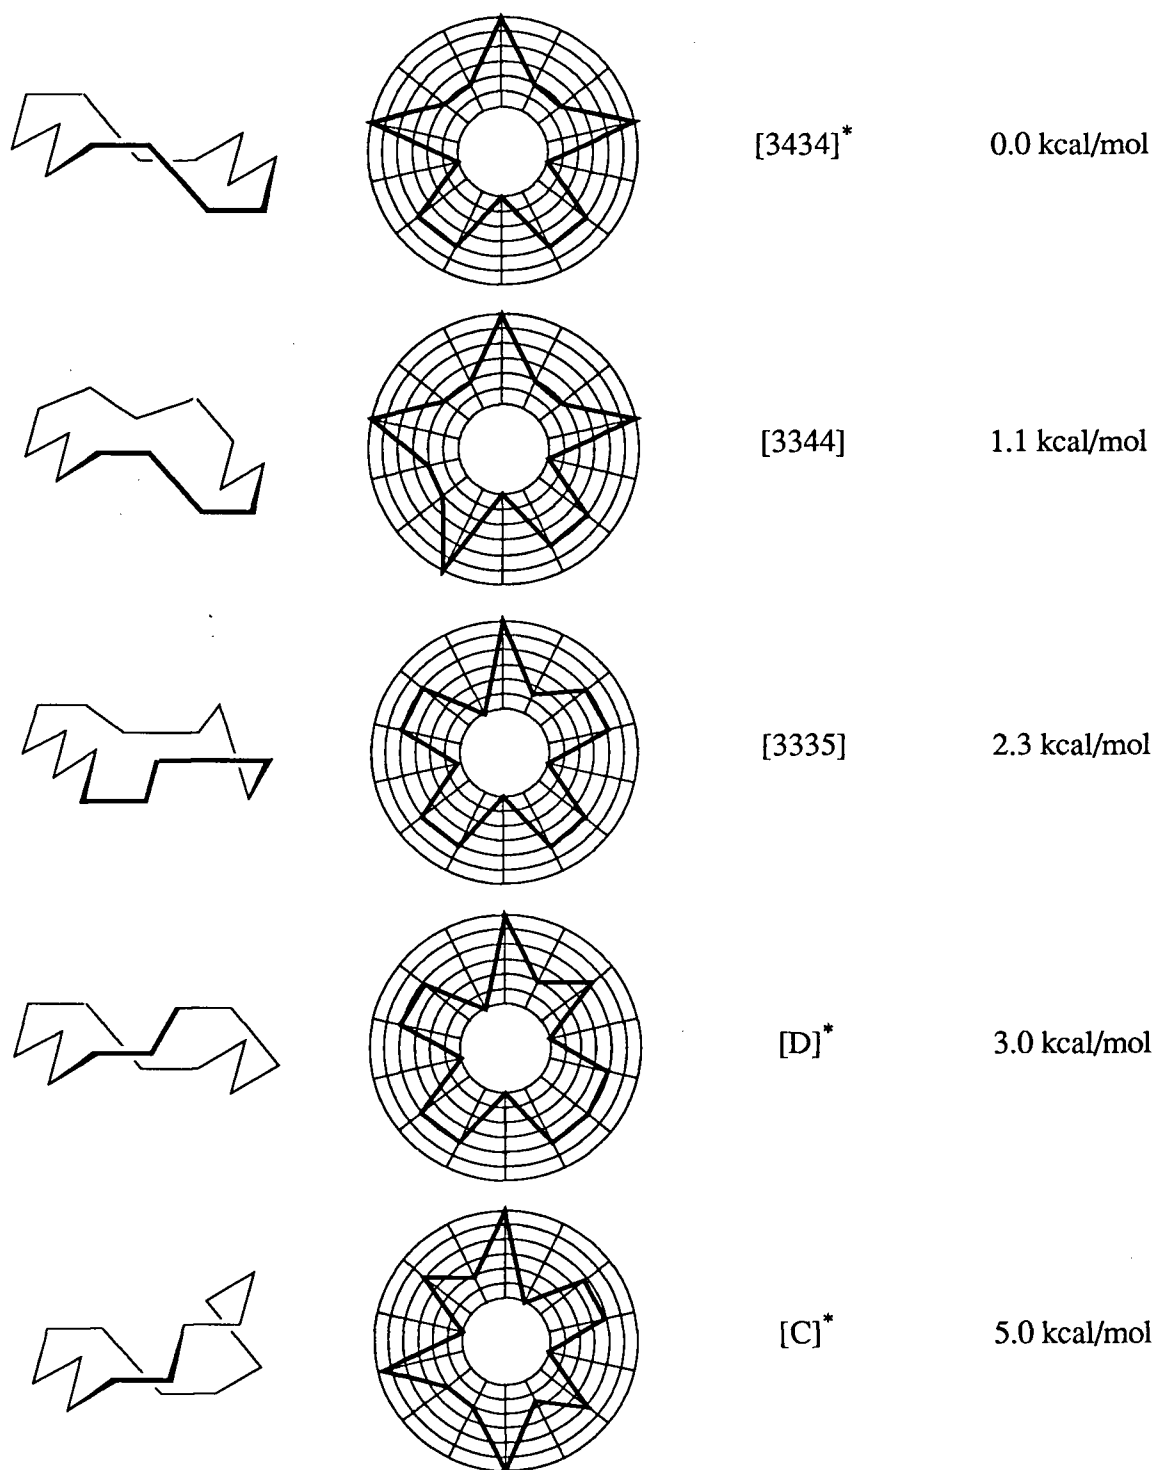 [3434]* 0.0 kcal/mol
[3344] 1.1 kcal/mol
[3335] 2.3 kcal/mol
[D]* 3.0 kcal/mol
[C]* 5.0 kcal/mol